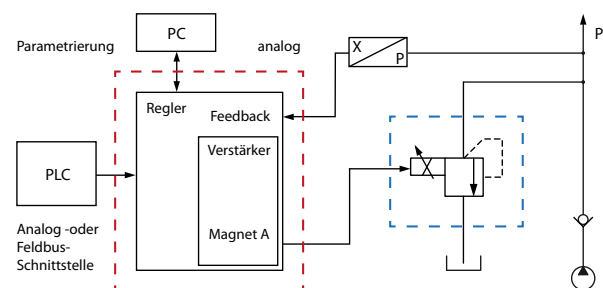 PC
Parametrierung
analog
X
P
P
Regler
Feedback
Verstärker
PLC
Magnet A
Analog -oder
Feldbus-
Schnittstelle